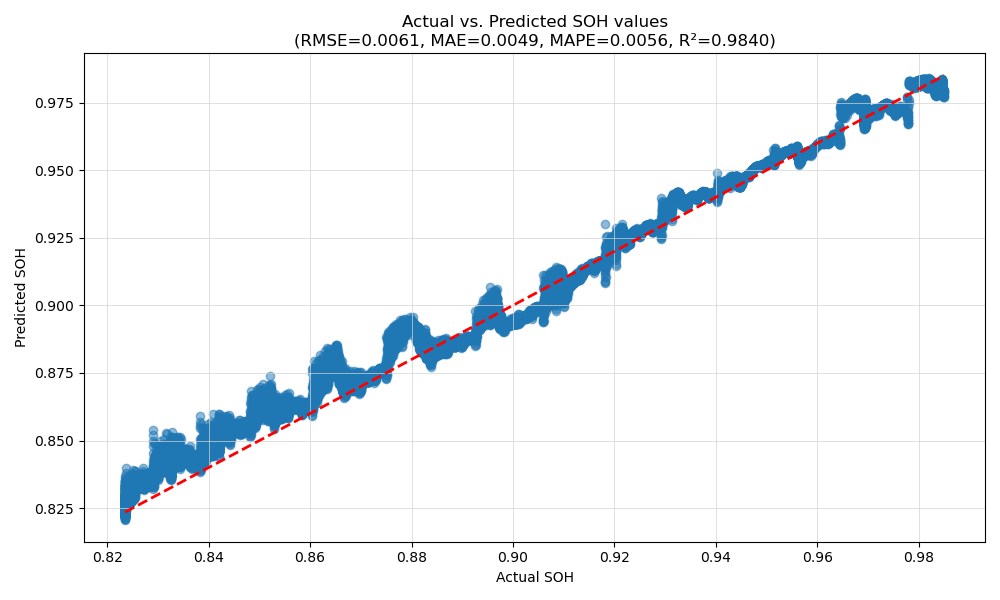 Actual vs. Predicted SOH values
(RMSE=0.0061, MAE=0.0049, MAPE=0.0056, R²=0.9840)
Predicted SOH
0.975
0.950
0.925
0.900
0.875
0.850
0.825
0.82 0.84 0.86 0.88 0.90 0.92 0.94 0.96 0.98
Actual SOH